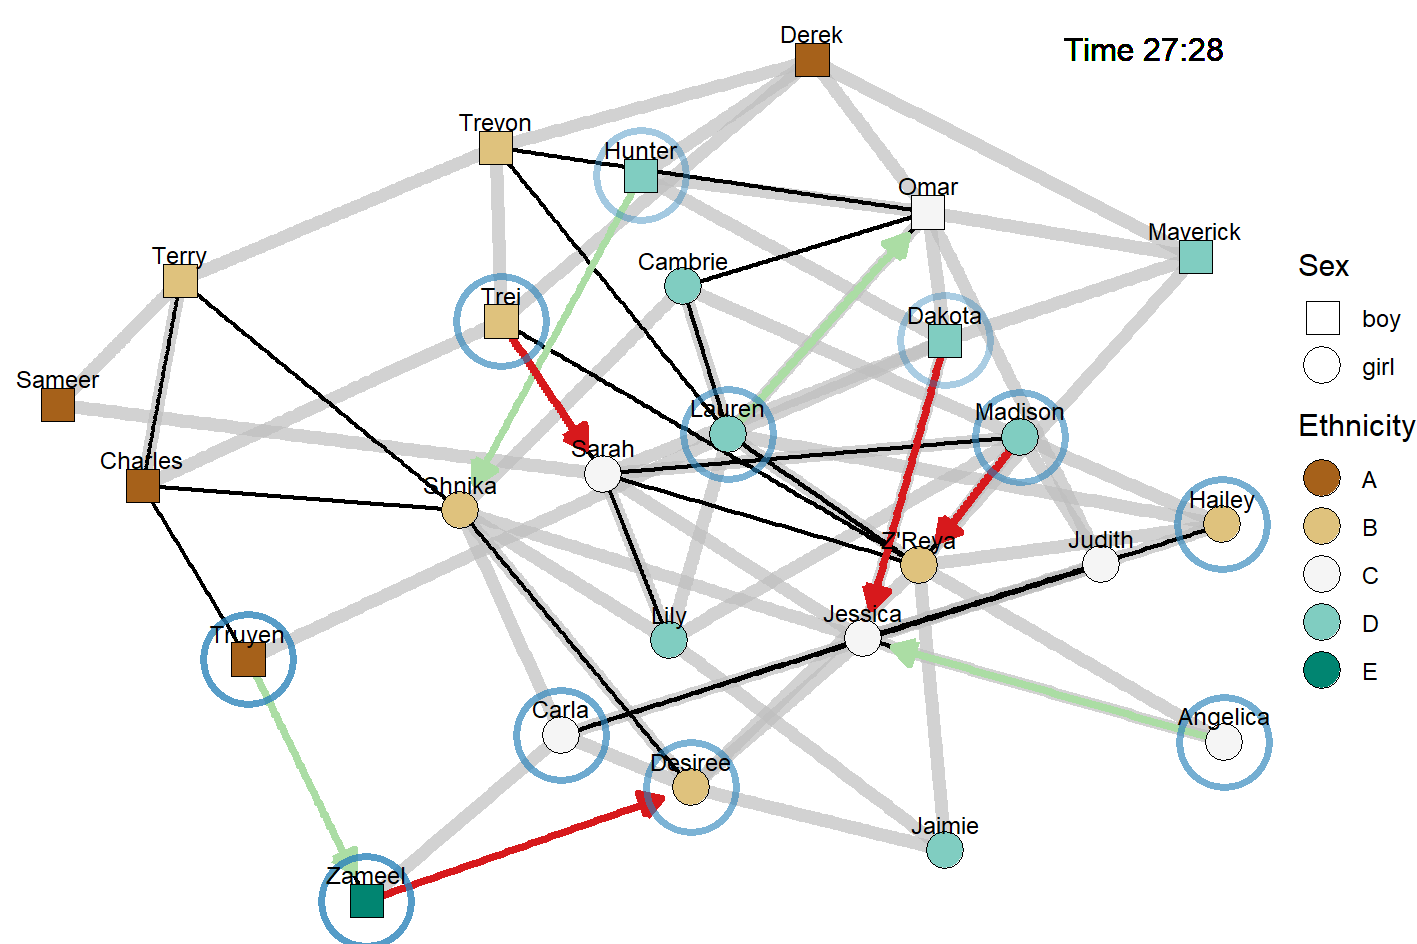 Derek
Time 27:28
Trevon
Hunter
Omar
Maverick
Terry
Cambrie
Sex
Trei
Dakota
boy
girl
Sameer
Lauren
Madison
Ethnicity
Charles
Sarah
A
Shnika
Hailey
B
Z'Reya
Judith
C
Lily
Jessica
D
Truyen
E
Carla
Angelica
Desiree
Jaimie
Zameel